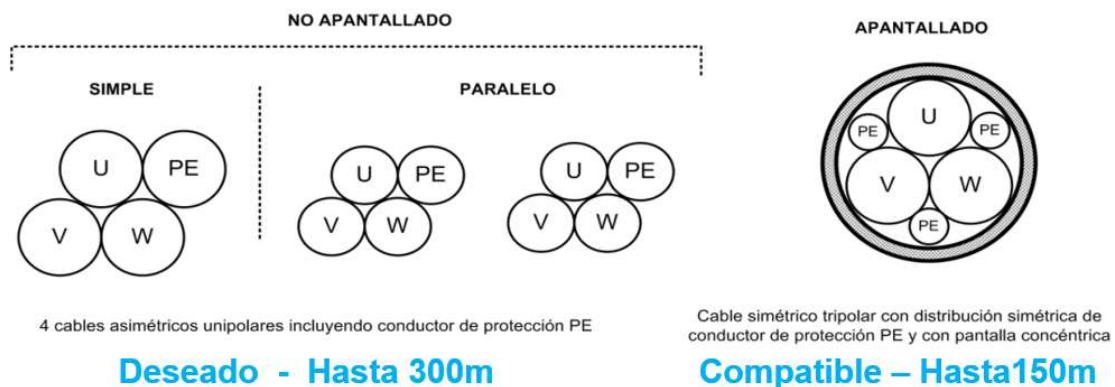 NO APANTALLADO
APANTALLADO
SIMPLE
PARALELO
U PE
V W
U PE
V W
U PE
V W
U
PE PE
V W
PE
4 cables asimétricos unipolares incluyendo conductor de protección PE
Cable simétrico tripolar con distribución simétrica de
conductor de protección PE y con pantalla concéntrica
Deseado - Hasta 300m
Compatible – Hasta150m